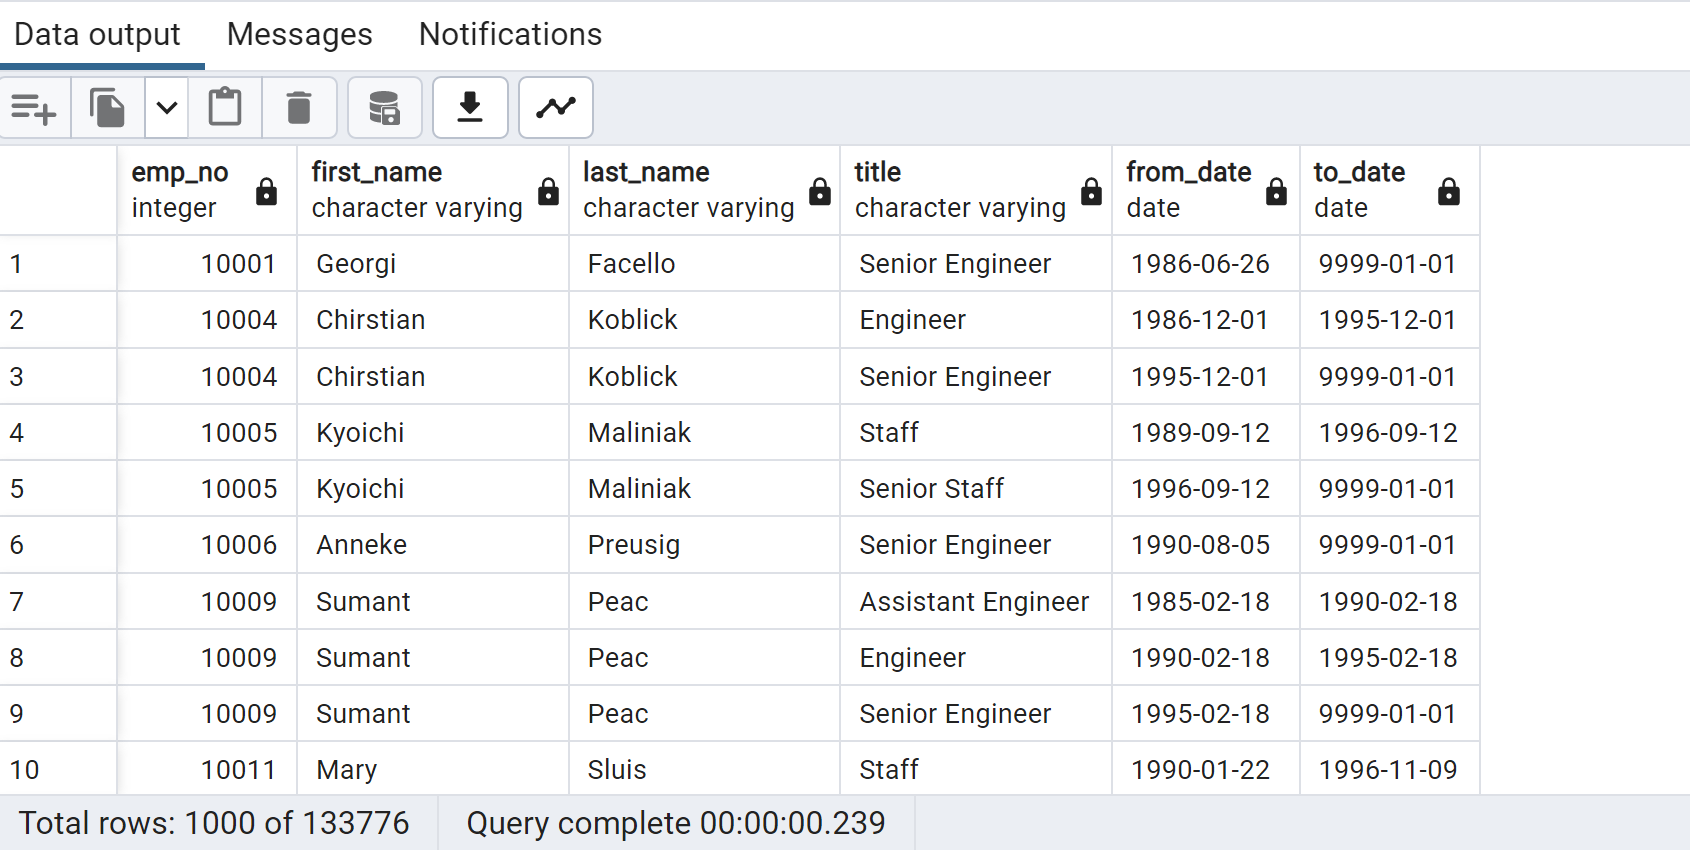 Data output Messages Notifications
emp_no first_name last_name title from_date to_date
integer character varying character varying character varying date date
1 10001 Georgi Facello Senior Engineer 1986-06-26 9999-01-01
2 10004 Chirstian Koblick Engineer 1986-12-01 1995-12-01
3 10004 Chirstian Koblick Senior Engineer 1995-12-01 9999-01-01
4 10005 Kyoichi Maliniak Staff 1989-09-12 1996-09-12
5 10005 Kyoichi Maliniak Senior Staff 1996-09-12 9999-01-01
6 10006 Anneke Preusig Senior Engineer 1990-08-05 9999-01-01
7 10009 Sumant Peac Assistant Engineer 1985-02-18 1990-02-18
8 10009 Sumant Peac Engineer 1990-02-18 1995-02-18
9 10009 Sumant Peac Senior Engineer 1995-02-18 9999-01-01
10 10011 Mary Sluis Staff 1990-01-22 1996-11-09
Total rows: 1000 of 133776 Query complete 00:00:00.239